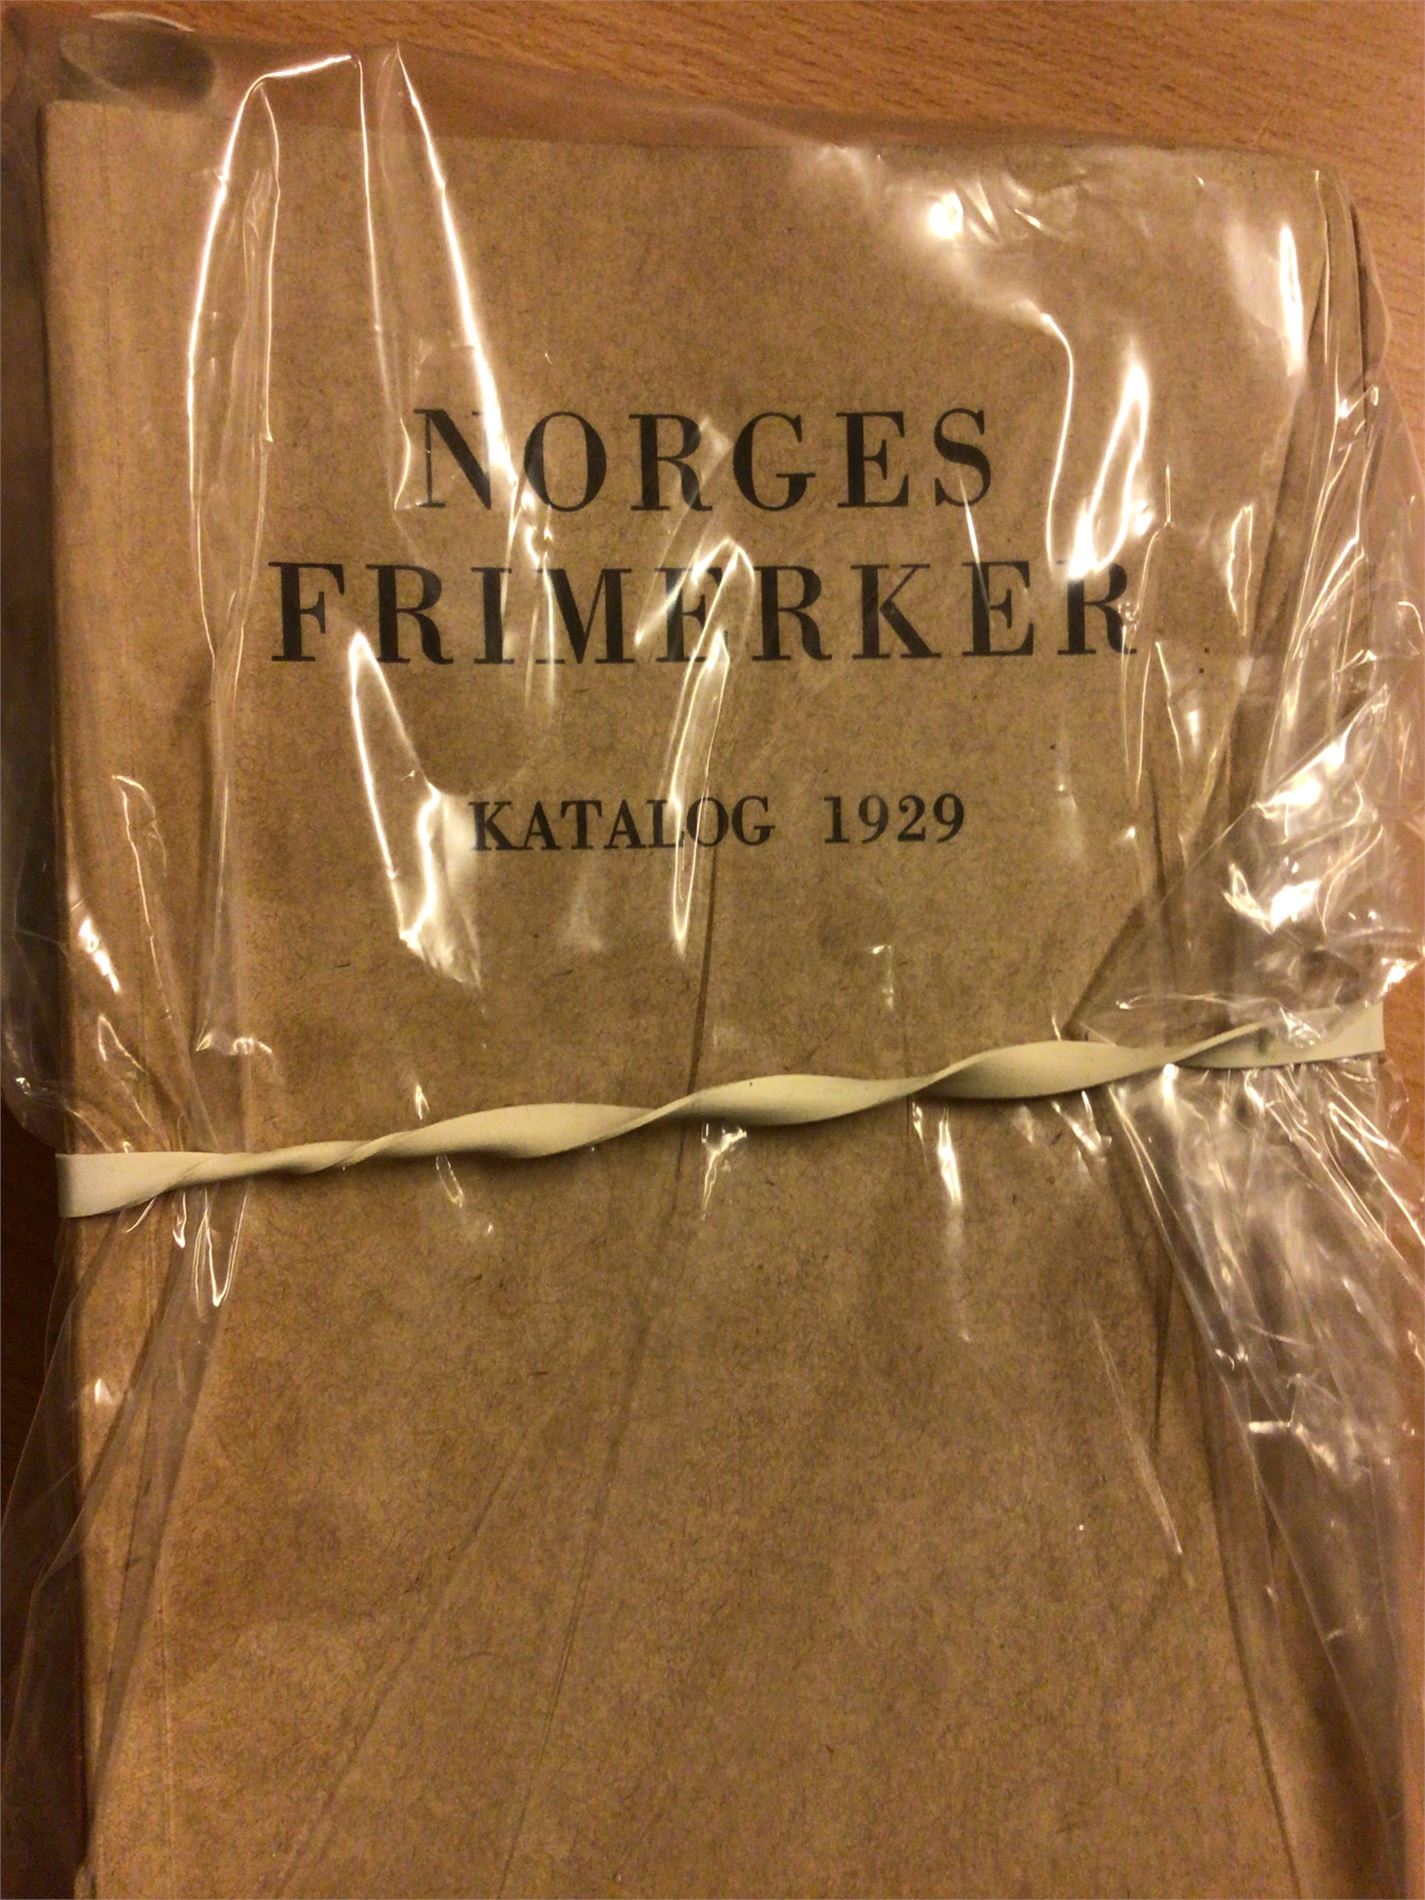 NORGES
FRIMERKER
KATALOG 1929